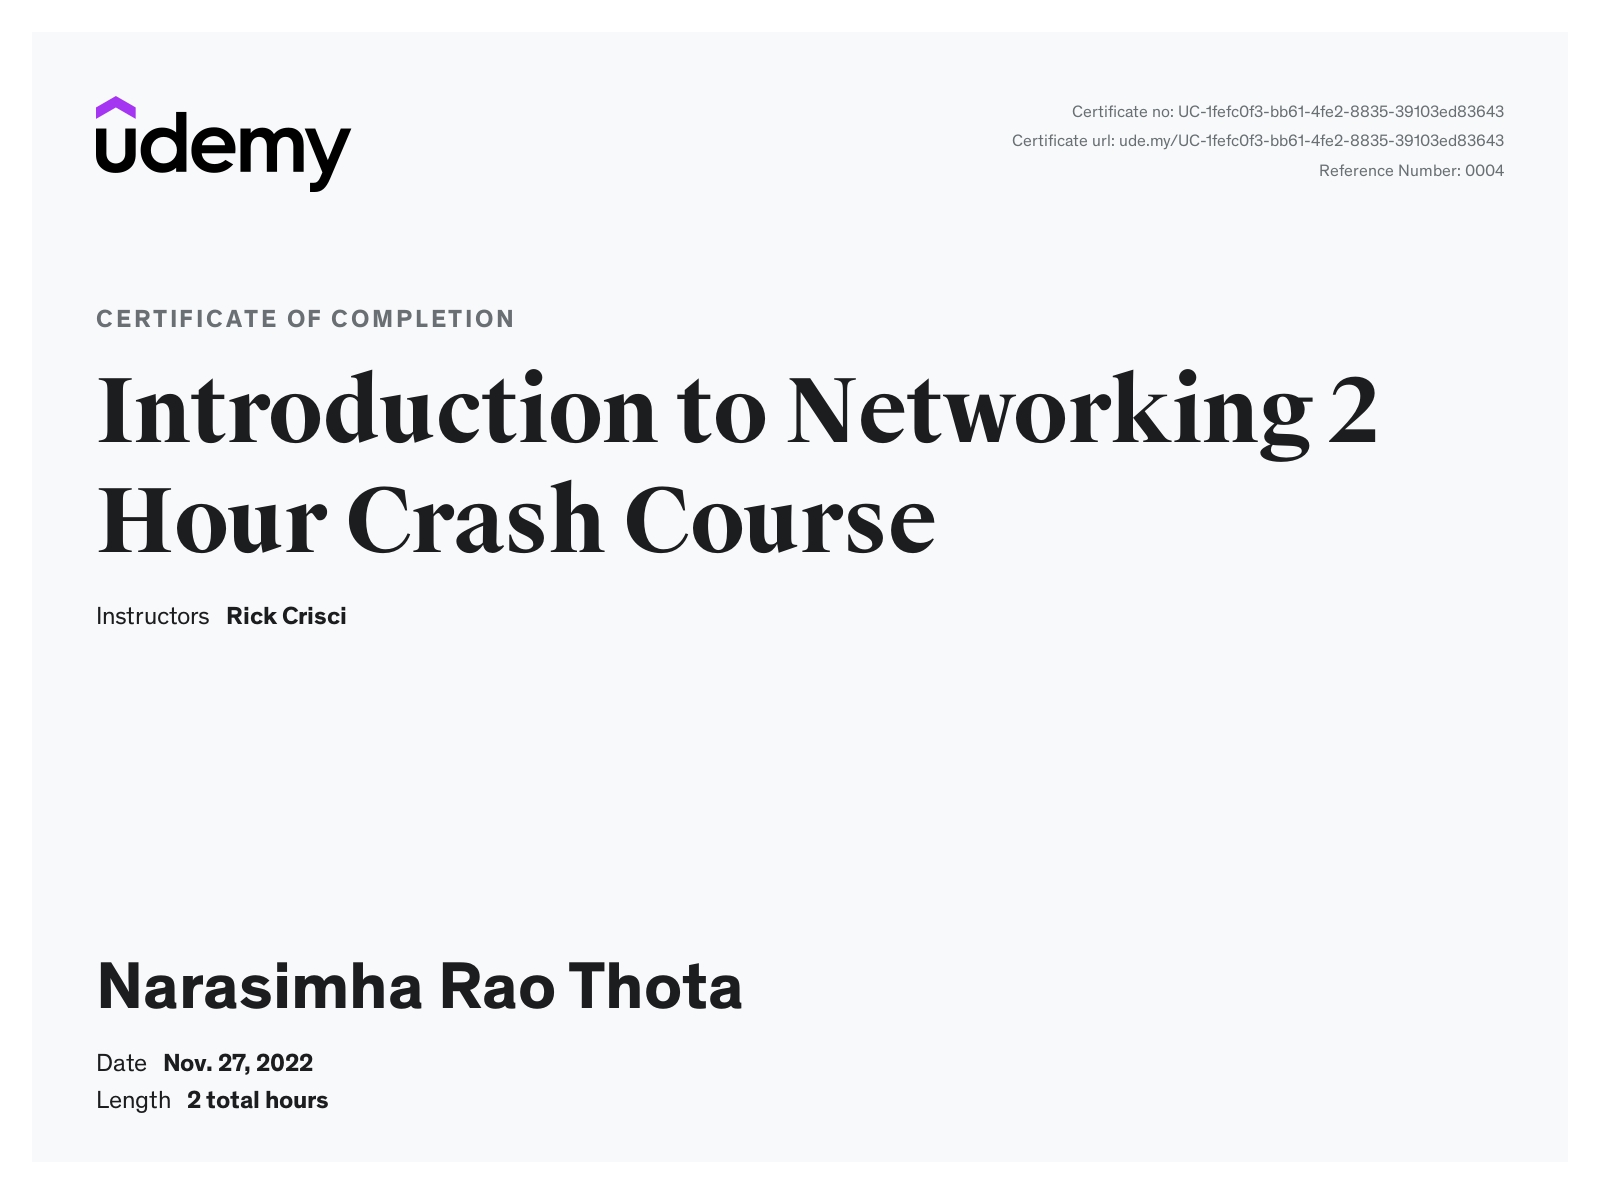 udemy
Certificate no: UC-1fefc0f3-bb61-4fe2-8835-39103ed83643
Certificate url: ude.my/UC-1fefc0f3-bb61-4fe2-8835-39103ed83643
Reference Number: 0004
CERTIFICATE OF COMPLETION
Introduction to Networking 2
Hour Crash Course
Instructors Rick Crisci
Narasimha Rao Thota
Date Nov. 27, 2022
Length 2 total hours